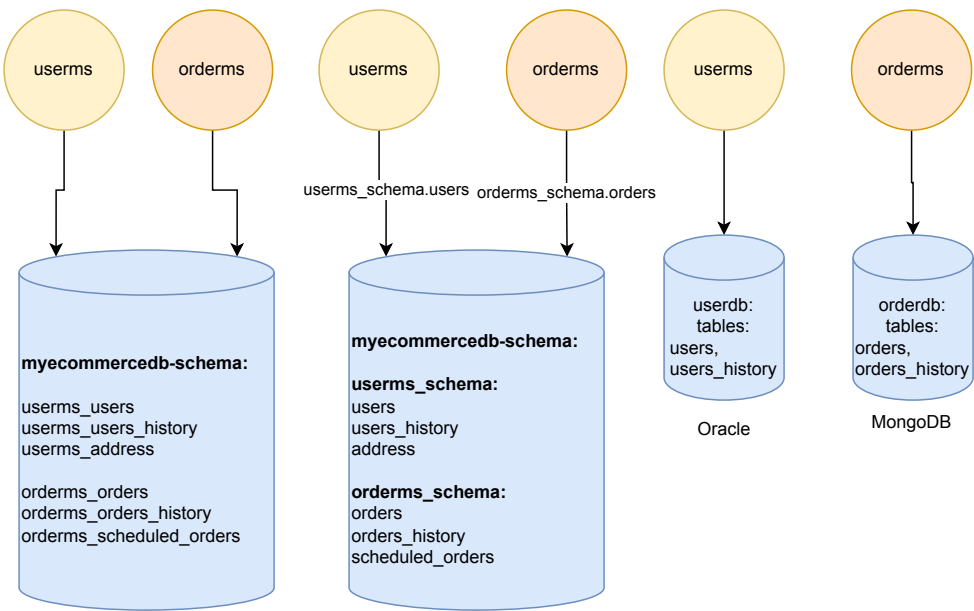 userms
orderms
userms
orderms
userms
orderms
userms_schema.users
orderms_schema.orders
myecommercedb-schema:
userms_users
userms_users_history
userms_address
orderms_orders
orderms_orders_history
orderms_scheduled_orders
myecommercedb-schema:
userms_schema:
users
users_history
address
orderms_schema:
orders
orders_history
scheduled_orders
userdb:
tables:
users,
users_history
Oracle
orderdb:
tables:
orders,
orders_history
MongoDB